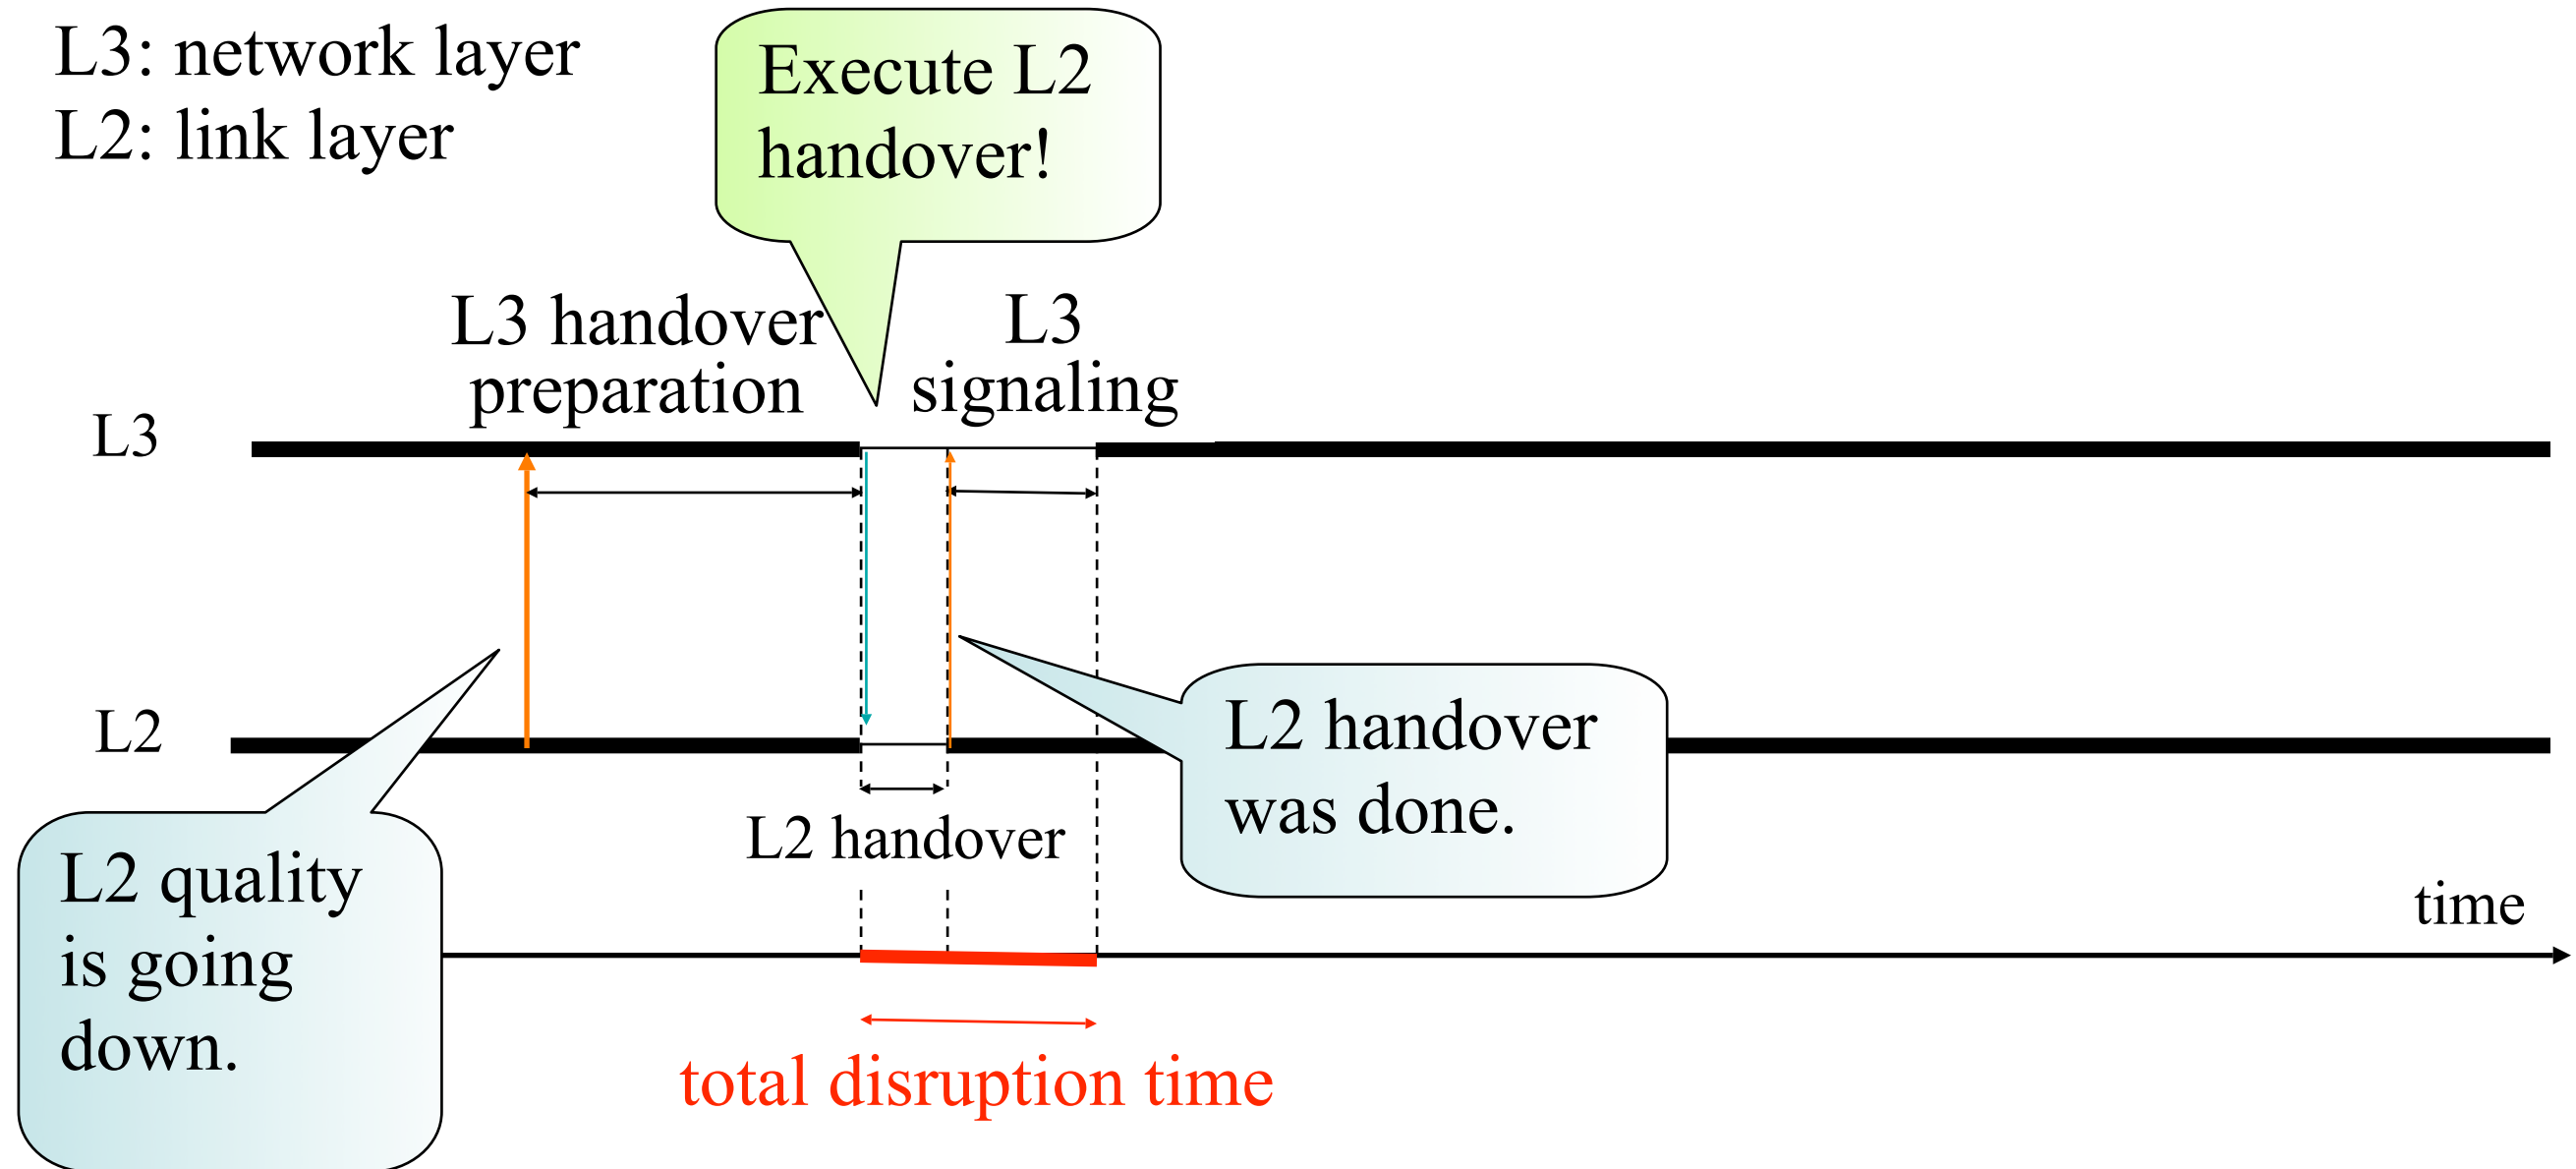 L3: network layer
L2: link layer
Execute L2
handover!
L3 handover
preparation
L3
signaling
L3
L2
L2 handover
was done.
L2 handover
L2 quality
is going
down.
time
total disruption time